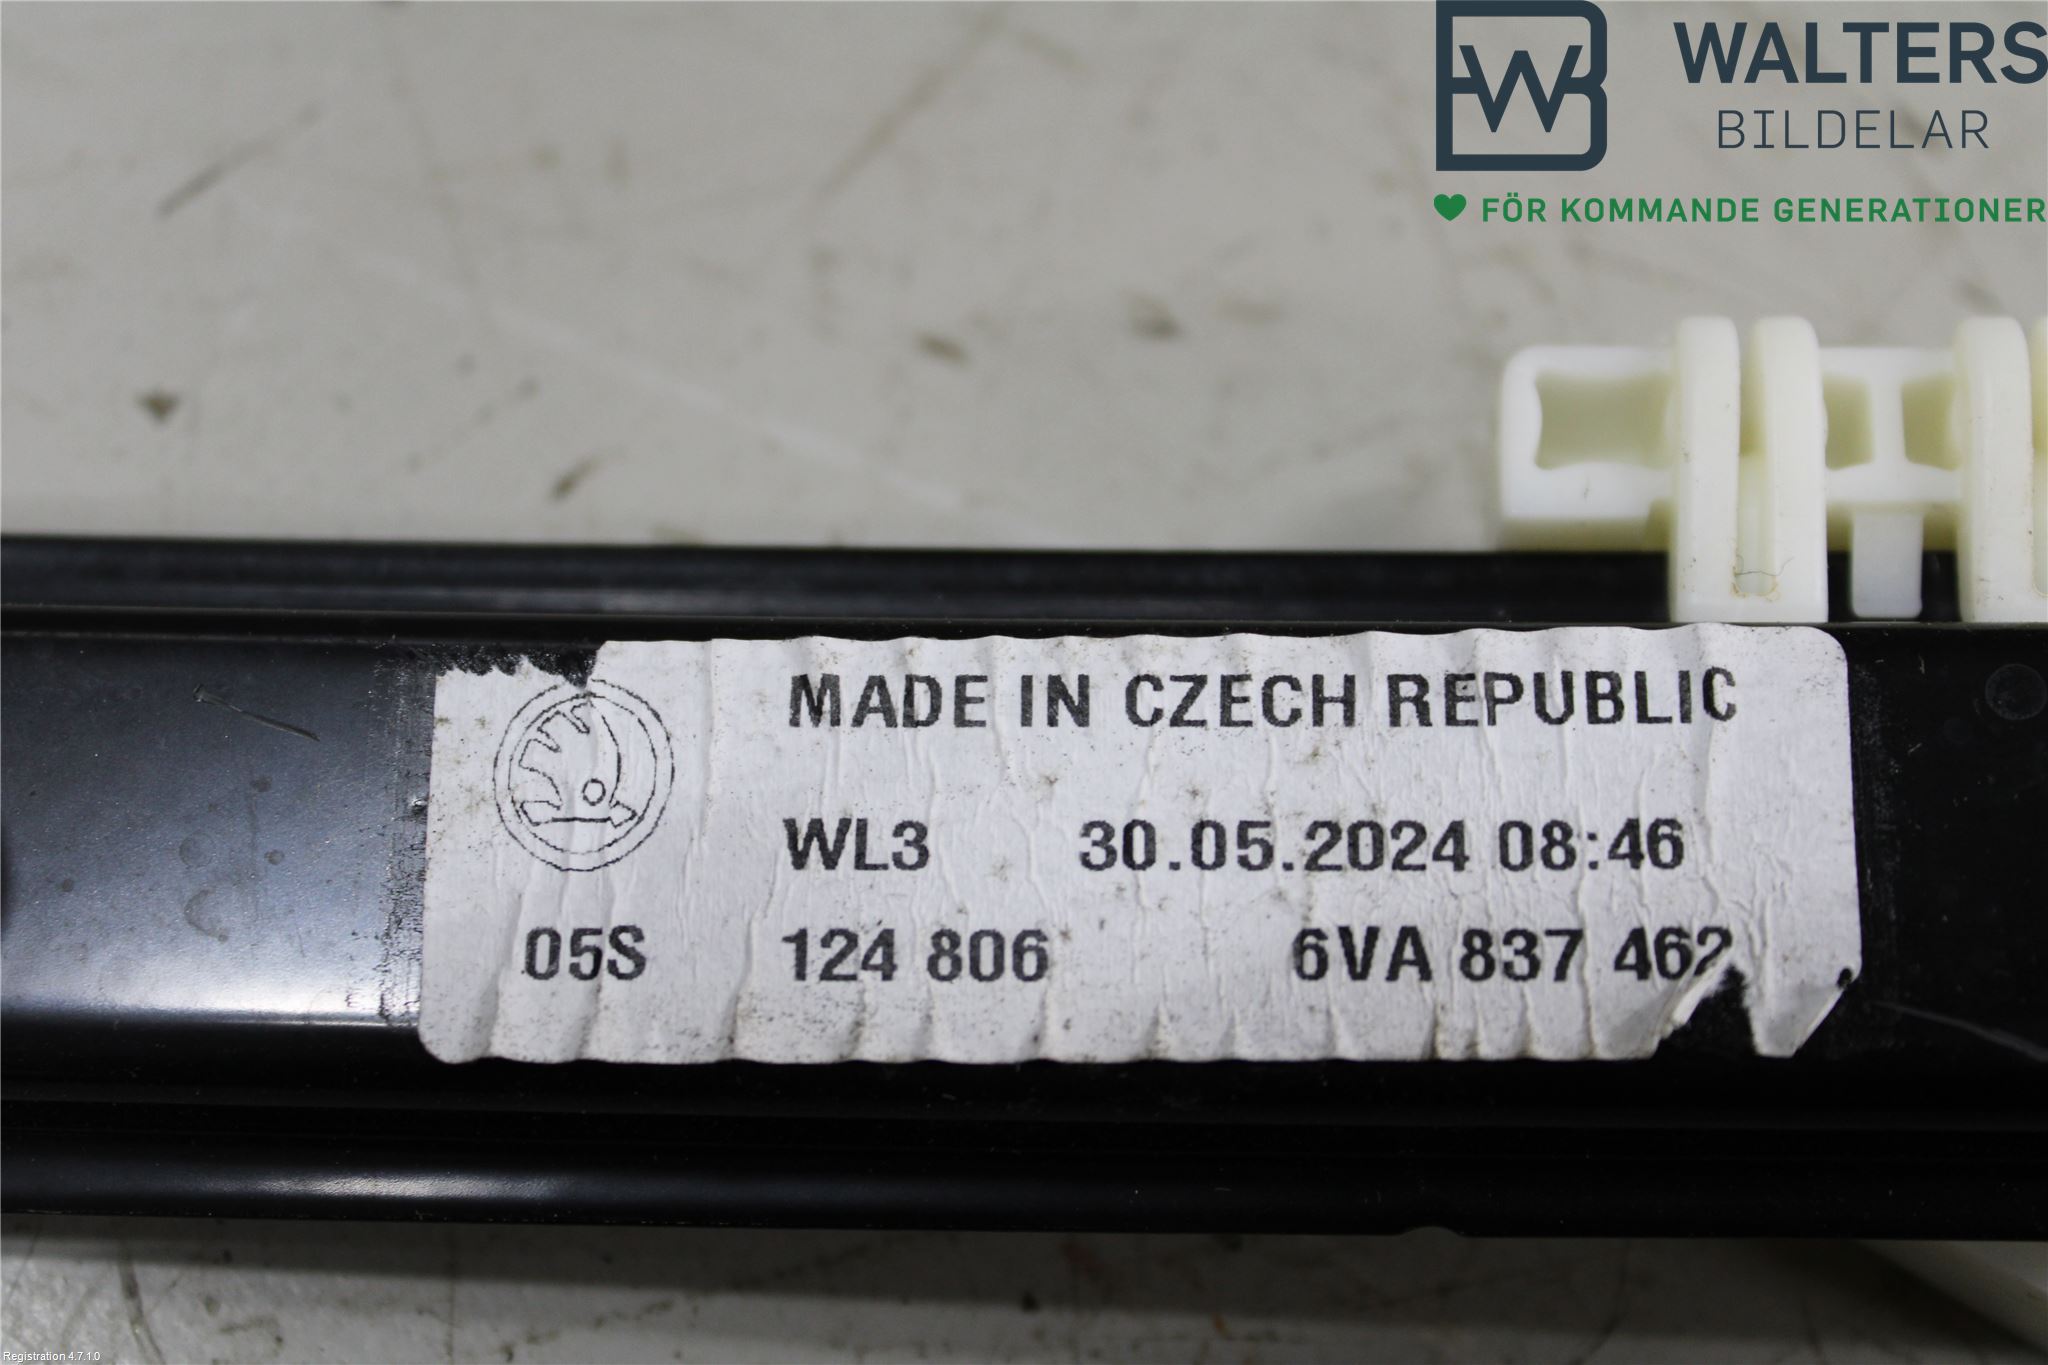 WALTERS
BILDELAR
FÖR KOMMANDE GENERATIONER
MADE IN CZECH REPUBLIC
WL3 30.05.2024 08:46
05S 124 806 6VA 837 462
Registration 4.7.1.0